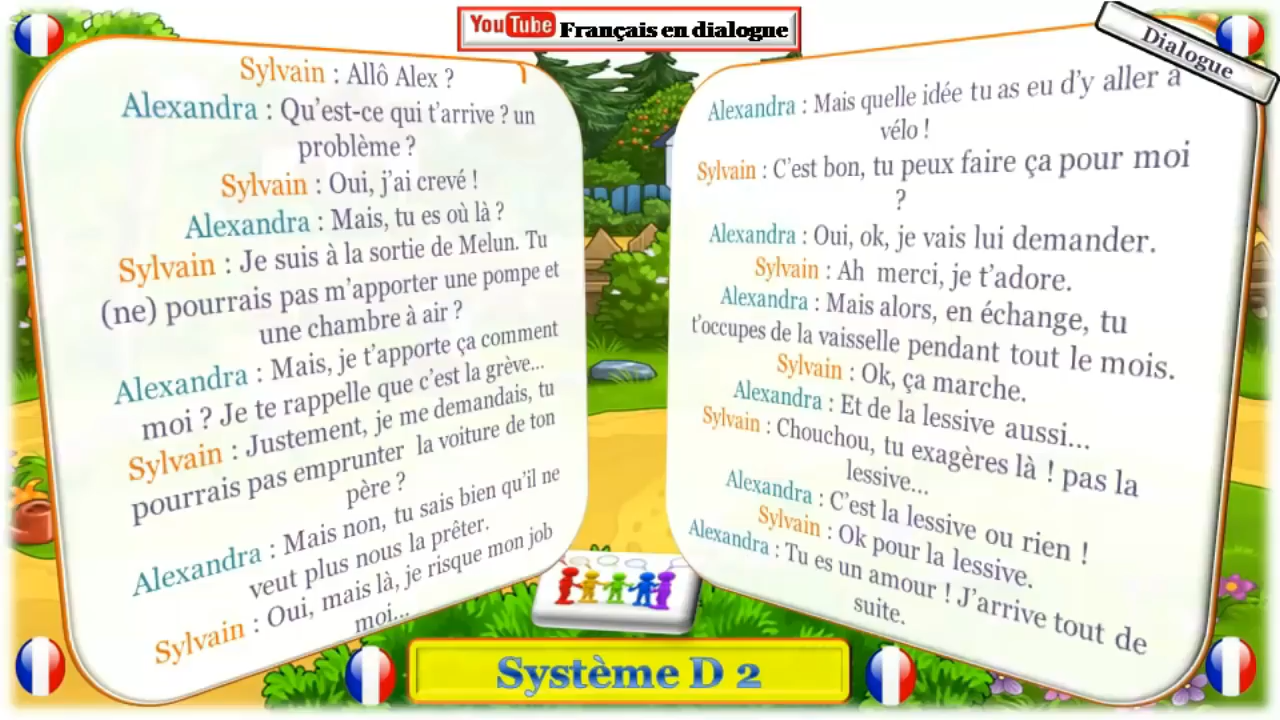 YouTube Français en dialogue
Dialogue
Sylvain : Allô Alex ?
Alexandra : Qu'est-ce qui t'arrive ? un
problème ?
Sylvain : Oui, j'ai crevé !
Alexandra : Mais, tu es où là ?
Sylvain : Je suis à la sortie de Melun. Tu
(ne) pourrais pas m'apporter une pompe et
une chambre à air ?
Alexandra : Mais, je t'apporte ça comment
moi ? Je te rappelle que c'est la grève...
Sylvain : Justement, je me demandais, tu
pourrais pas emprunter la voiture de ton
père ?
Alexandra : Mais non, tu sais bien qu'il ne
veut plus nous la prêter.
Sylvain : Oui, mais là, je risque mon job
moi...
Alexandra : Mais quelle idée tu as eu d'y aller à
vélo !
Sylvain : C'est bon, tu peux faire ça pour moi
?
Alexandra : Oui, ok, je vais lui demander.
Sylvain : Ah merci, je t'adore.
Alexandra : Mais alors, en échange, tu
t'occupes de la vaisselle pendant tout le mois.
Sylvain : Ok, ça marche.
Alexandra : Et de la lessive aussi...
Sylvain : Chouchou, tu exagères là ! pas la
lessive...
Alexandra : C'est la lessive ou rien !
Sylvain : Ok pour la lessive.
Alexandra : Tu es un amour ! J'arrive tout de
suite.
Système D 2